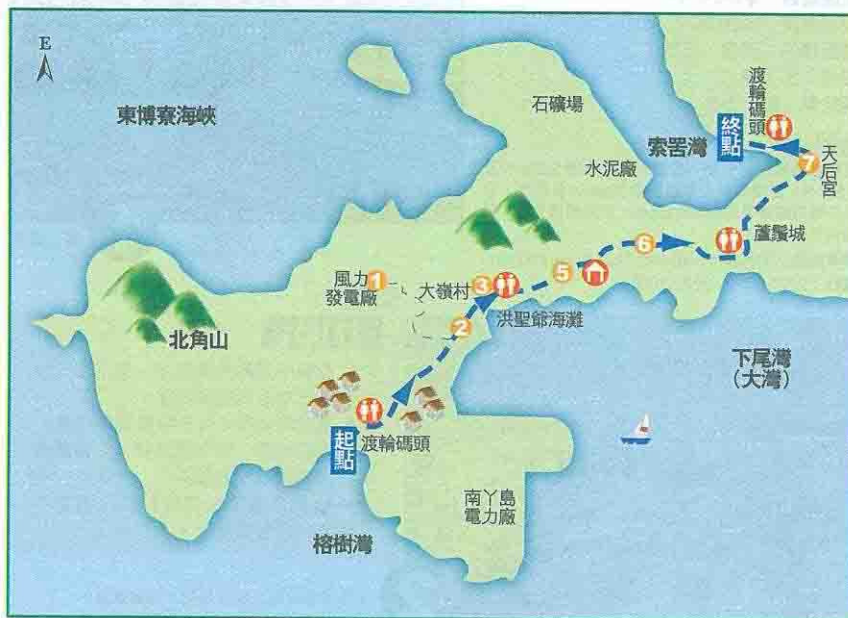 E
東博寮海峽
石礦場
水泥廠
渡輪碼頭
終點
索罟灣
7
天后宮
蘆鬚城
6
5
3
大嶺村
1
風力
發電廠
2
洪聖爺海灘
北角山
下尾灣
(大灣)
起點
渡輪碼頭
南丫島
電力廠
榕樹灣